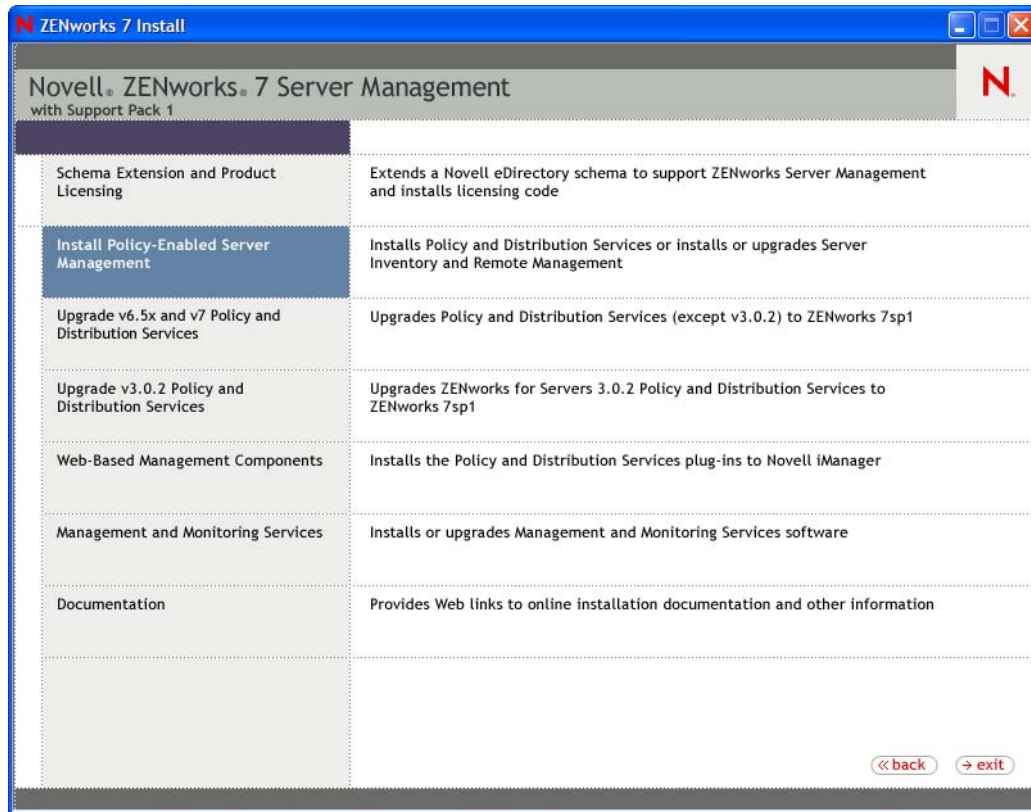 N ZENworks 7 Install
Novell® ZENworks® 7 Server Management
with Support Pack 1
N®
Schema Extension and Product
Licensing
Extends a Novell eDirectory schema to support ZENworks Server Management
and installs licensing code
Install Policy-Enabled Server
Management
Installs Policy and Distribution Services or installs or upgrades Server
Inventory and Remote Management
Upgrade v6.5x and v7 Policy and
Distribution Services
Upgrades Policy and Distribution Services (except v3.0.2) to ZENworks 7sp1
Upgrade v3.0.2 Policy and
Distribution Services
Upgrades ZENworks for Servers 3.0.2 Policy and Distribution Services to
ZENworks 7sp1
Web-Based Management Components
Installs the Policy and Distribution Services plug-ins to Novell iManager
Management and Monitoring Services
Installs or upgrades Management and Monitoring Services software
Documentation
Provides Web links to online installation documentation and other information
« back
→ exit